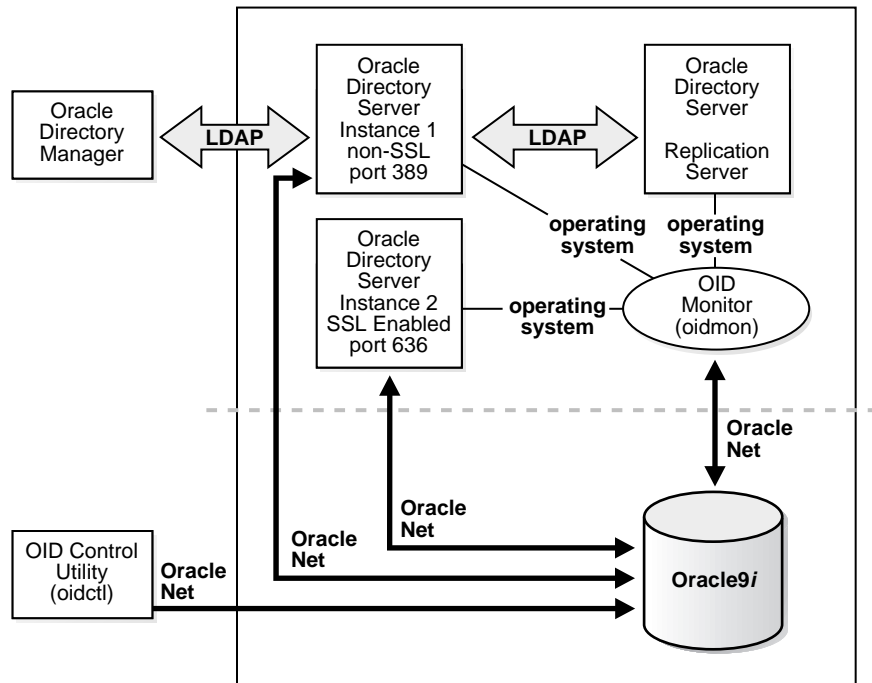 Oracle
Directory
Manager
LDAP
Oracle
Directory
Server
Instance 1
non-SSL
port 389
LDAP
Oracle
Directory
Server
Replication
Server
operating
system
operating
system
Oracle
Directory
Server
Instance 2
SSL Enabled
port 636
operating
system
OID
Monitor
(oidmon)
Oracle
Net
Oracle
Net
Oracle
Net
OID Control
Utility
(oidctl)
Oracle
Net
Oracle9i